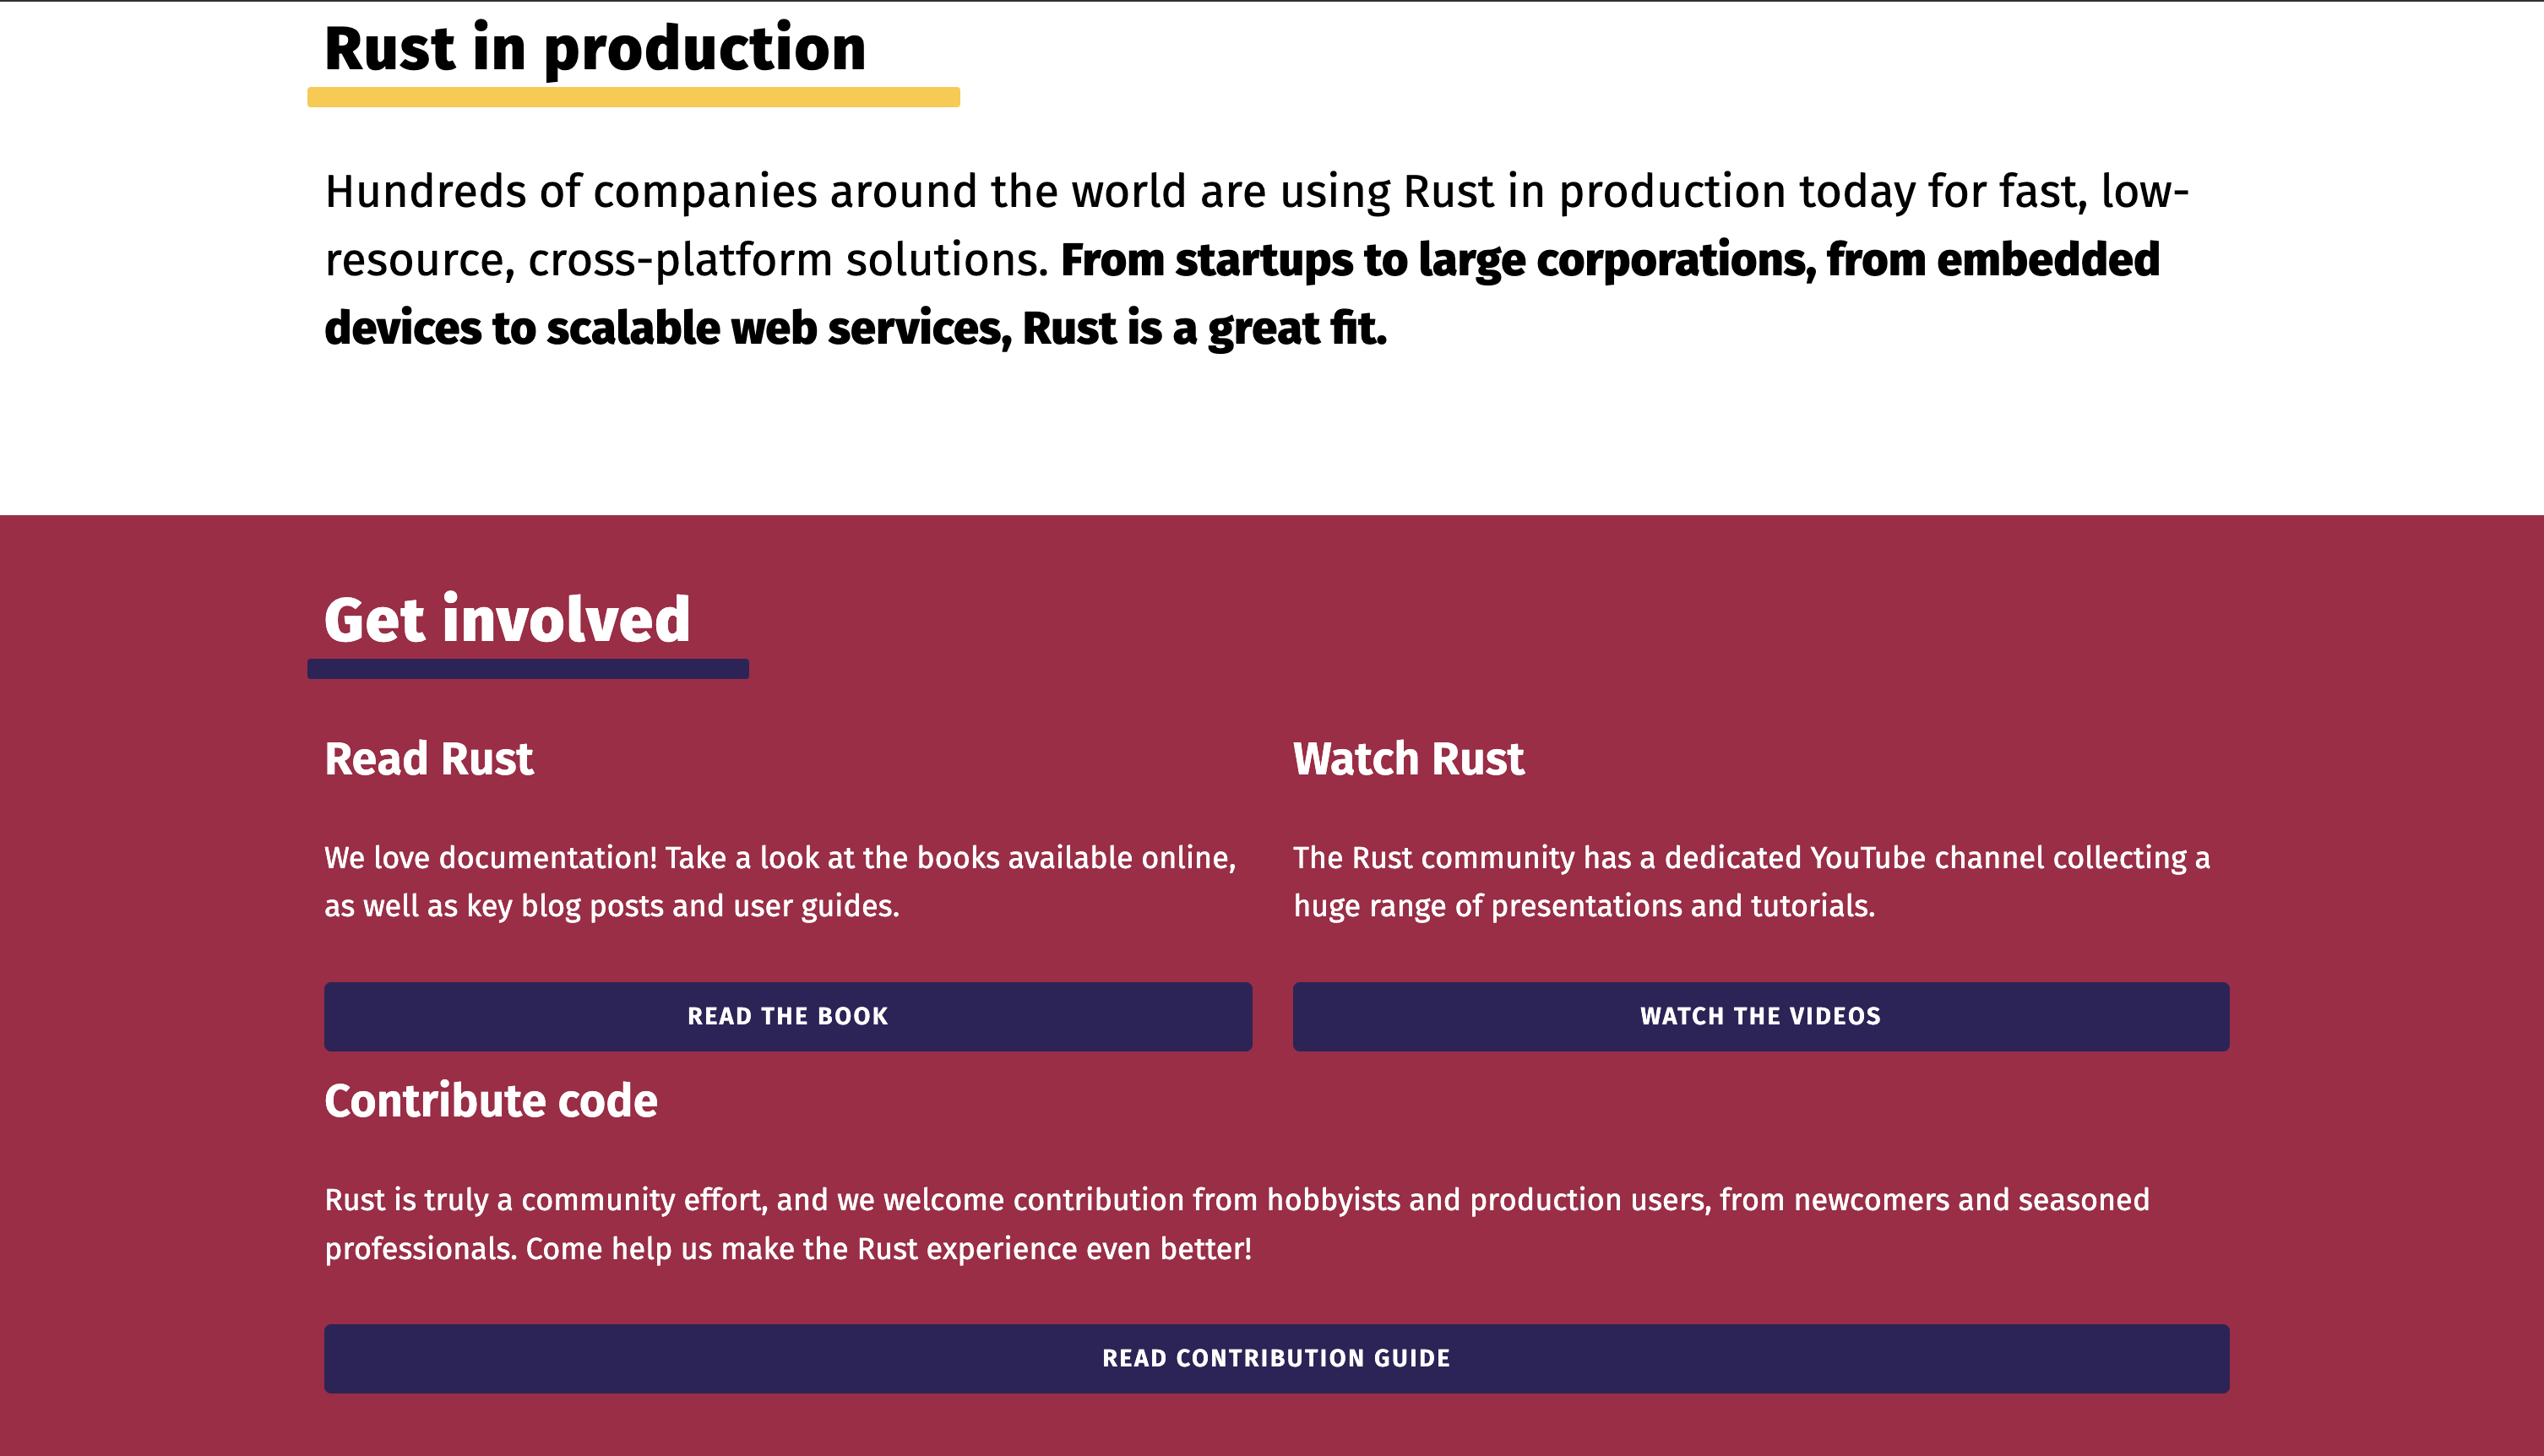 Rust in production
Hundreds of companies around the world are using Rust in production today for fast, low-
resource, cross-platform solutions. From startups to large corporations, from embedded
devices to scalable web services, Rust is a great fit.
Get involved
Read Rust
We love documentation! Take a look at the books available online,
as well as key blog posts and user guides.
READ THE BOOK
Watch Rust
The Rust community has a dedicated YouTube channel collecting a
huge range of presentations and tutorials.
WATCH THE VIDEOS
Contribute code
Rust is truly a community effort, and we welcome contribution from hobbyists and production users, from newcomers and seasoned
professionals. Come help us make the Rust experience even better!
READ CONTRIBUTION GUIDE